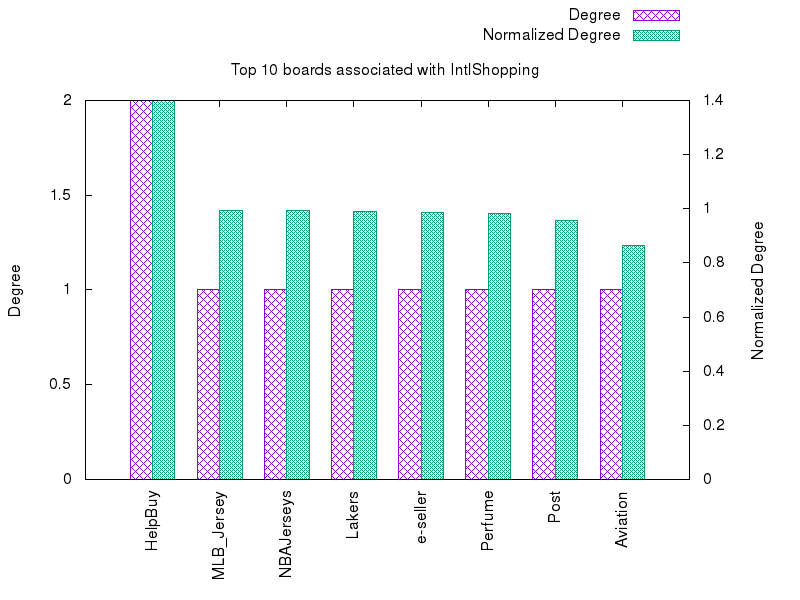 Degree
Normalized Degree
Top 10 boards associated with IntlShopping
2
1.5
1
0.5
0
1.4
1.2
1
0.8
0.6
0.4
0.2
0
Degree
Normalized Degree
HelpBuy
MLB_Jersey
NBAJerseys
Lakers
e-seller
Perfume
Post
Aviation